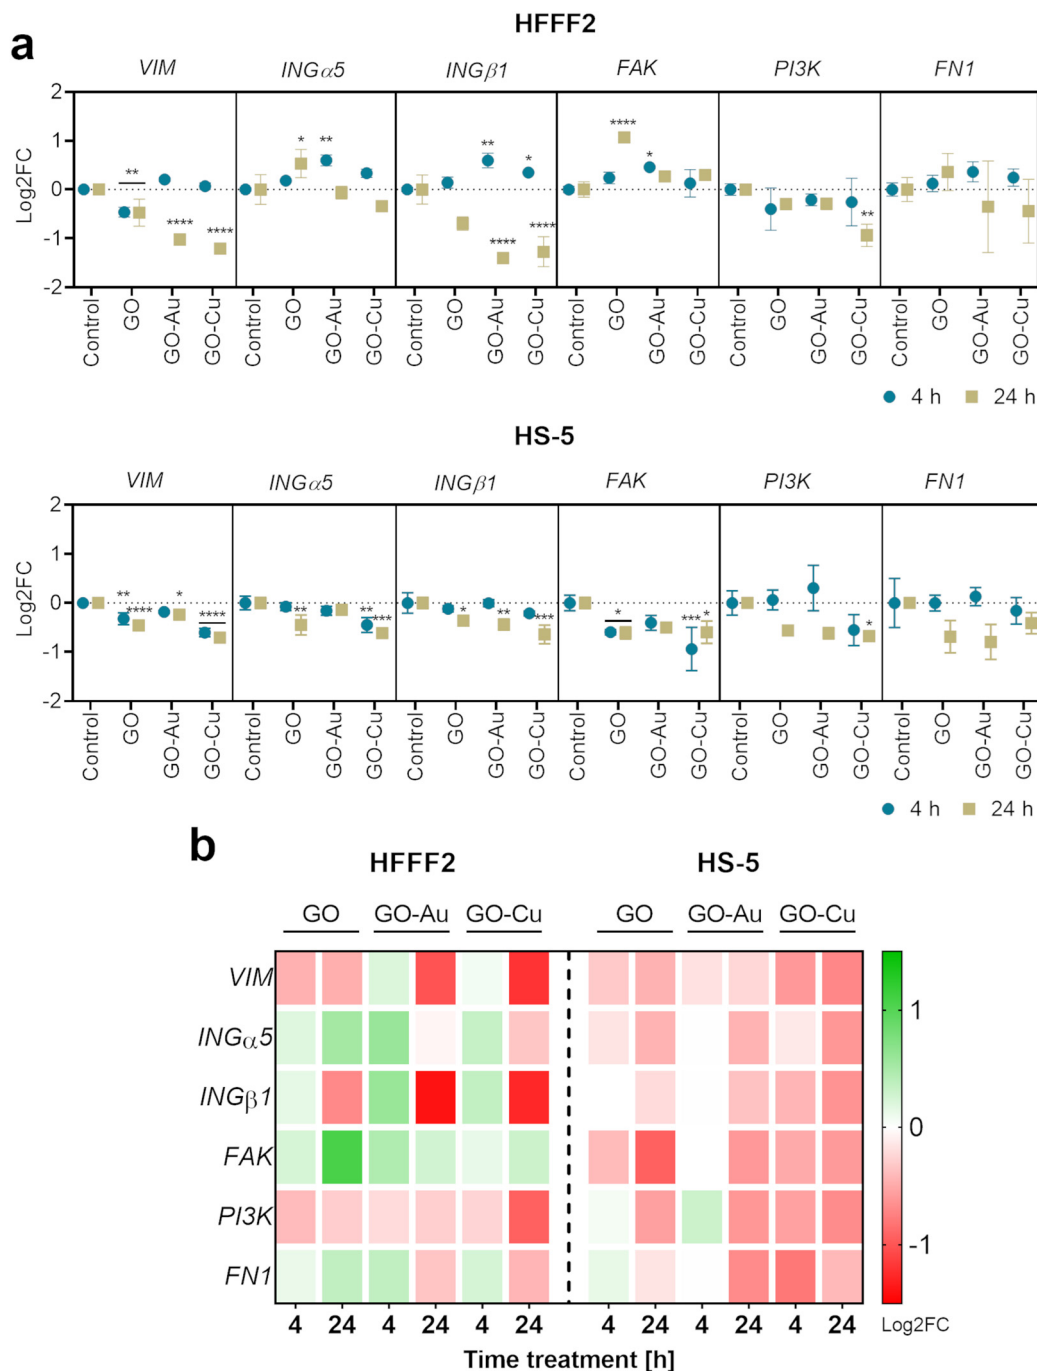 a
HFFF2
VIM INGα5 INGβ1 FAK PI3K FN1
Log2FC
2
1
0
-1
-2
** **** **** * ** ** * **** **** **** * **
Control GO GO-Au GO-Cu GO GO-Au GO-Cu GO GO-Au GO-Cu GO GO-Au GO-Cu Control GO GO-Au GO-Cu Control GO GO-Au GO-Cu
4 h 24 h
HS-5
VIM INGα5 INGβ1 FAK PI3K FN1
Log2FC
2
1
0
-1
-2
** **** * **** ** ** *** * ** *** * *** * *
Control GO GO-Au GO-Cu Control GO GO-Au GO-Cu Control GO GO-Au GO-Cu Control GO GO-Au GO-Cu Control GO GO-Au GO-Cu Control GO GO-Au GO-Cu
4 h 24 h
b
HFFF2 HS-5
GO GO-Au GO-Cu GO GO-Au GO-Cu
VIM
INGα5
INGβ1
FAK
PI3K
FN1
1
0
-1
Log2FC
4 24 4 24 4 24 4 24 4 24 4 24
Time treatment [h]